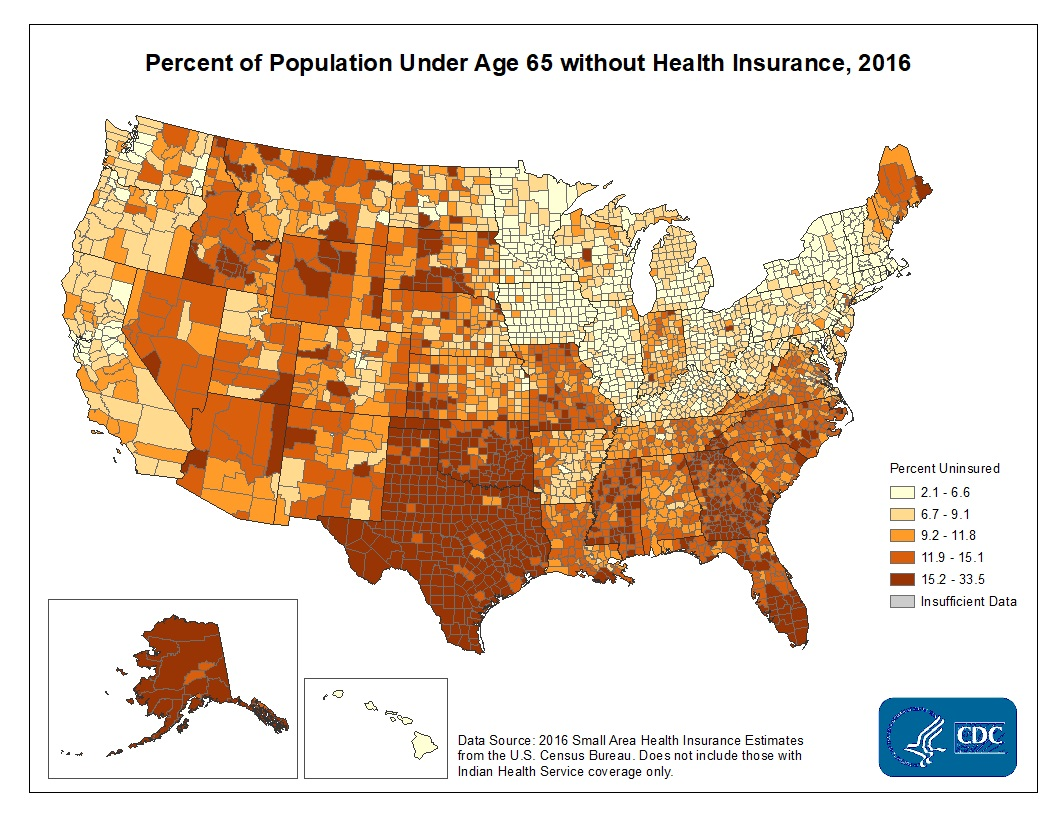 Percent of Population Under Age 65 without Health Insurance, 2016
Percent Uninsured
2.1 - 6.6
6.7 - 9.1
9.2 - 11.8
11.9 - 15.1
15.2 - 33.5
Insufficient Data
Data Source: 2016 Small Area Health Insurance Estimates
from the U.S. Census Bureau. Does not include those with
Indian Health Service coverage only.
CDC